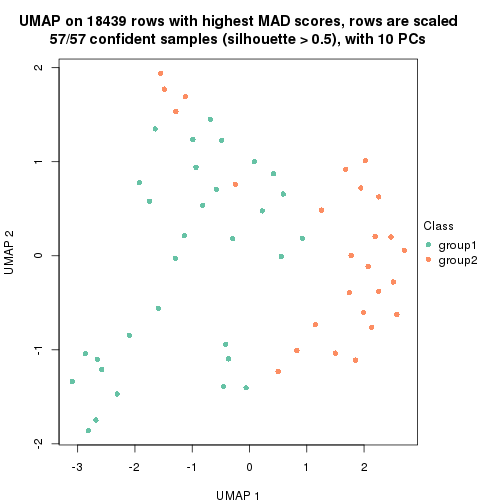 UMAP on 18439 rows with highest MAD scores, rows are scaled
57/57 confident samples (silhouette > 0.5), with 10 PCs
2
1
0
-1
-2
UMAP 2
-3
-2
-1
0
1
2
UMAP 1
Class
group1
group2